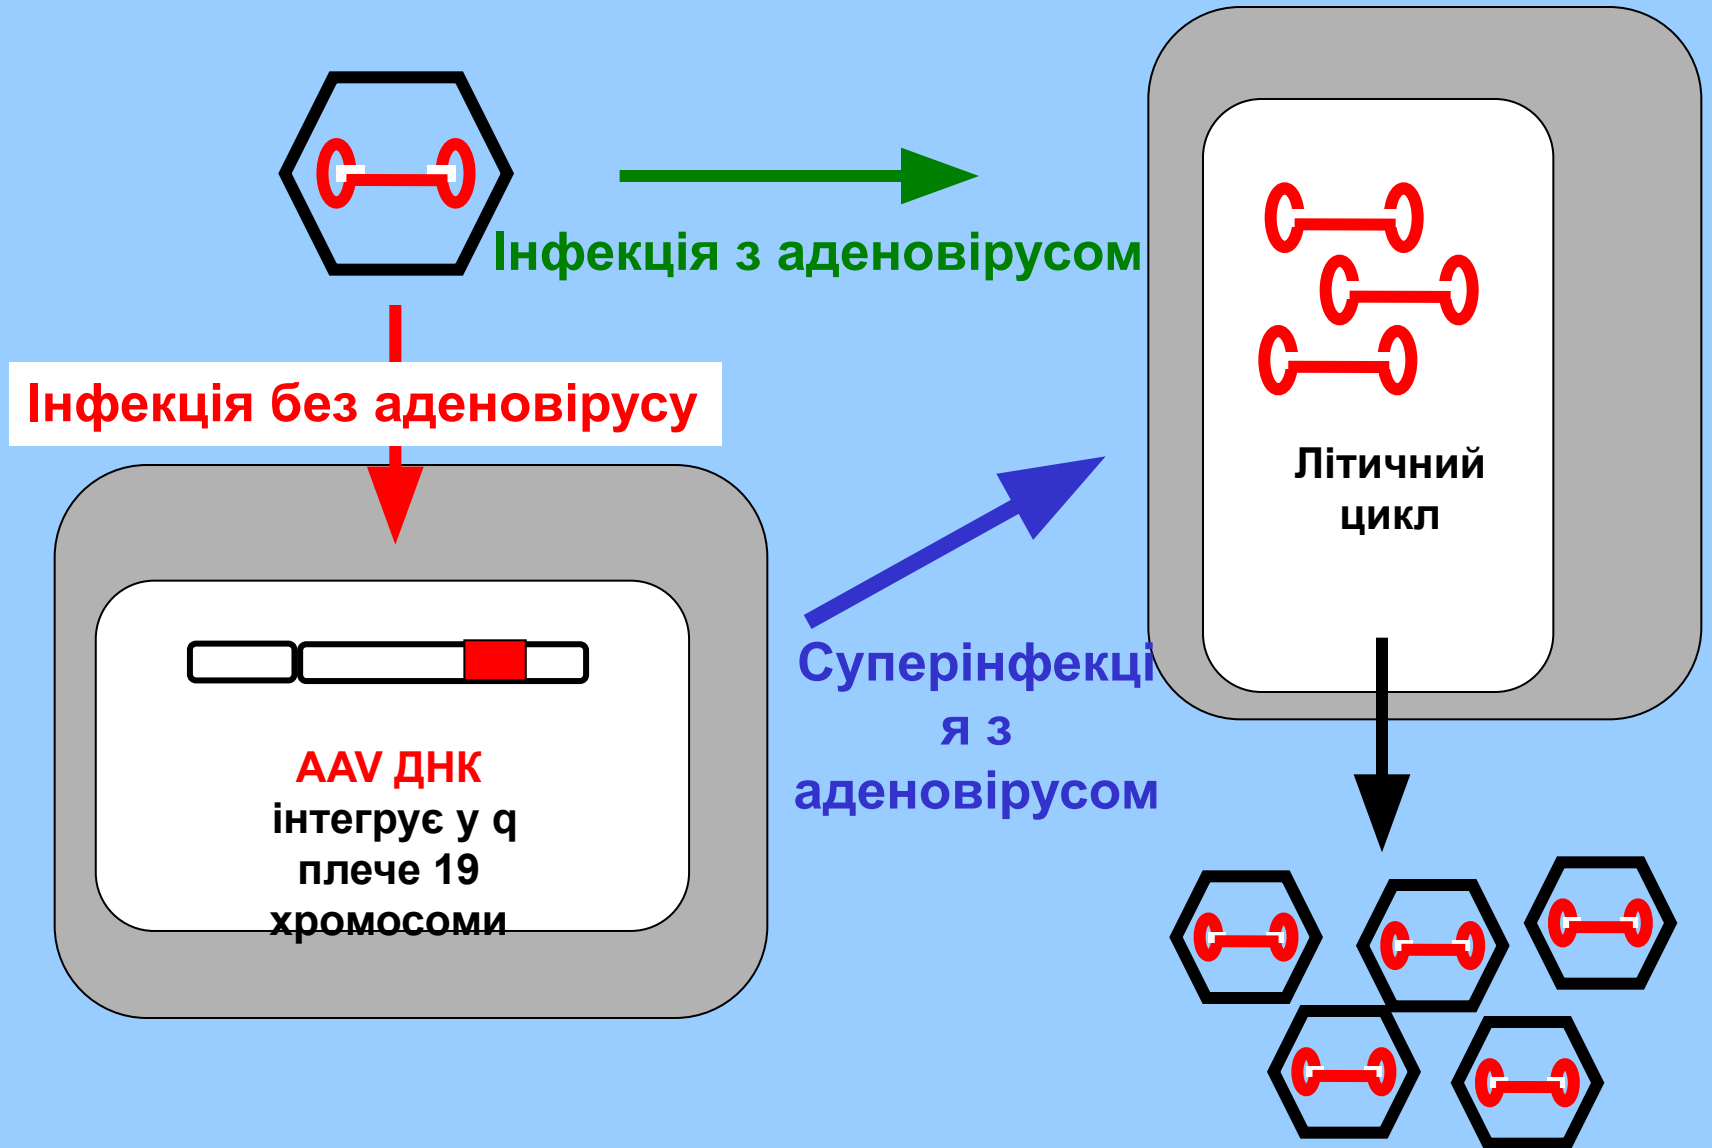 Інфекція з аденовірусом
Інфекція без аденовірусу
Літичний
цикл
Суперінфекці
я з
аденовірусом
AAV ДНК
інтегрує у q
плече 19
хромосоми